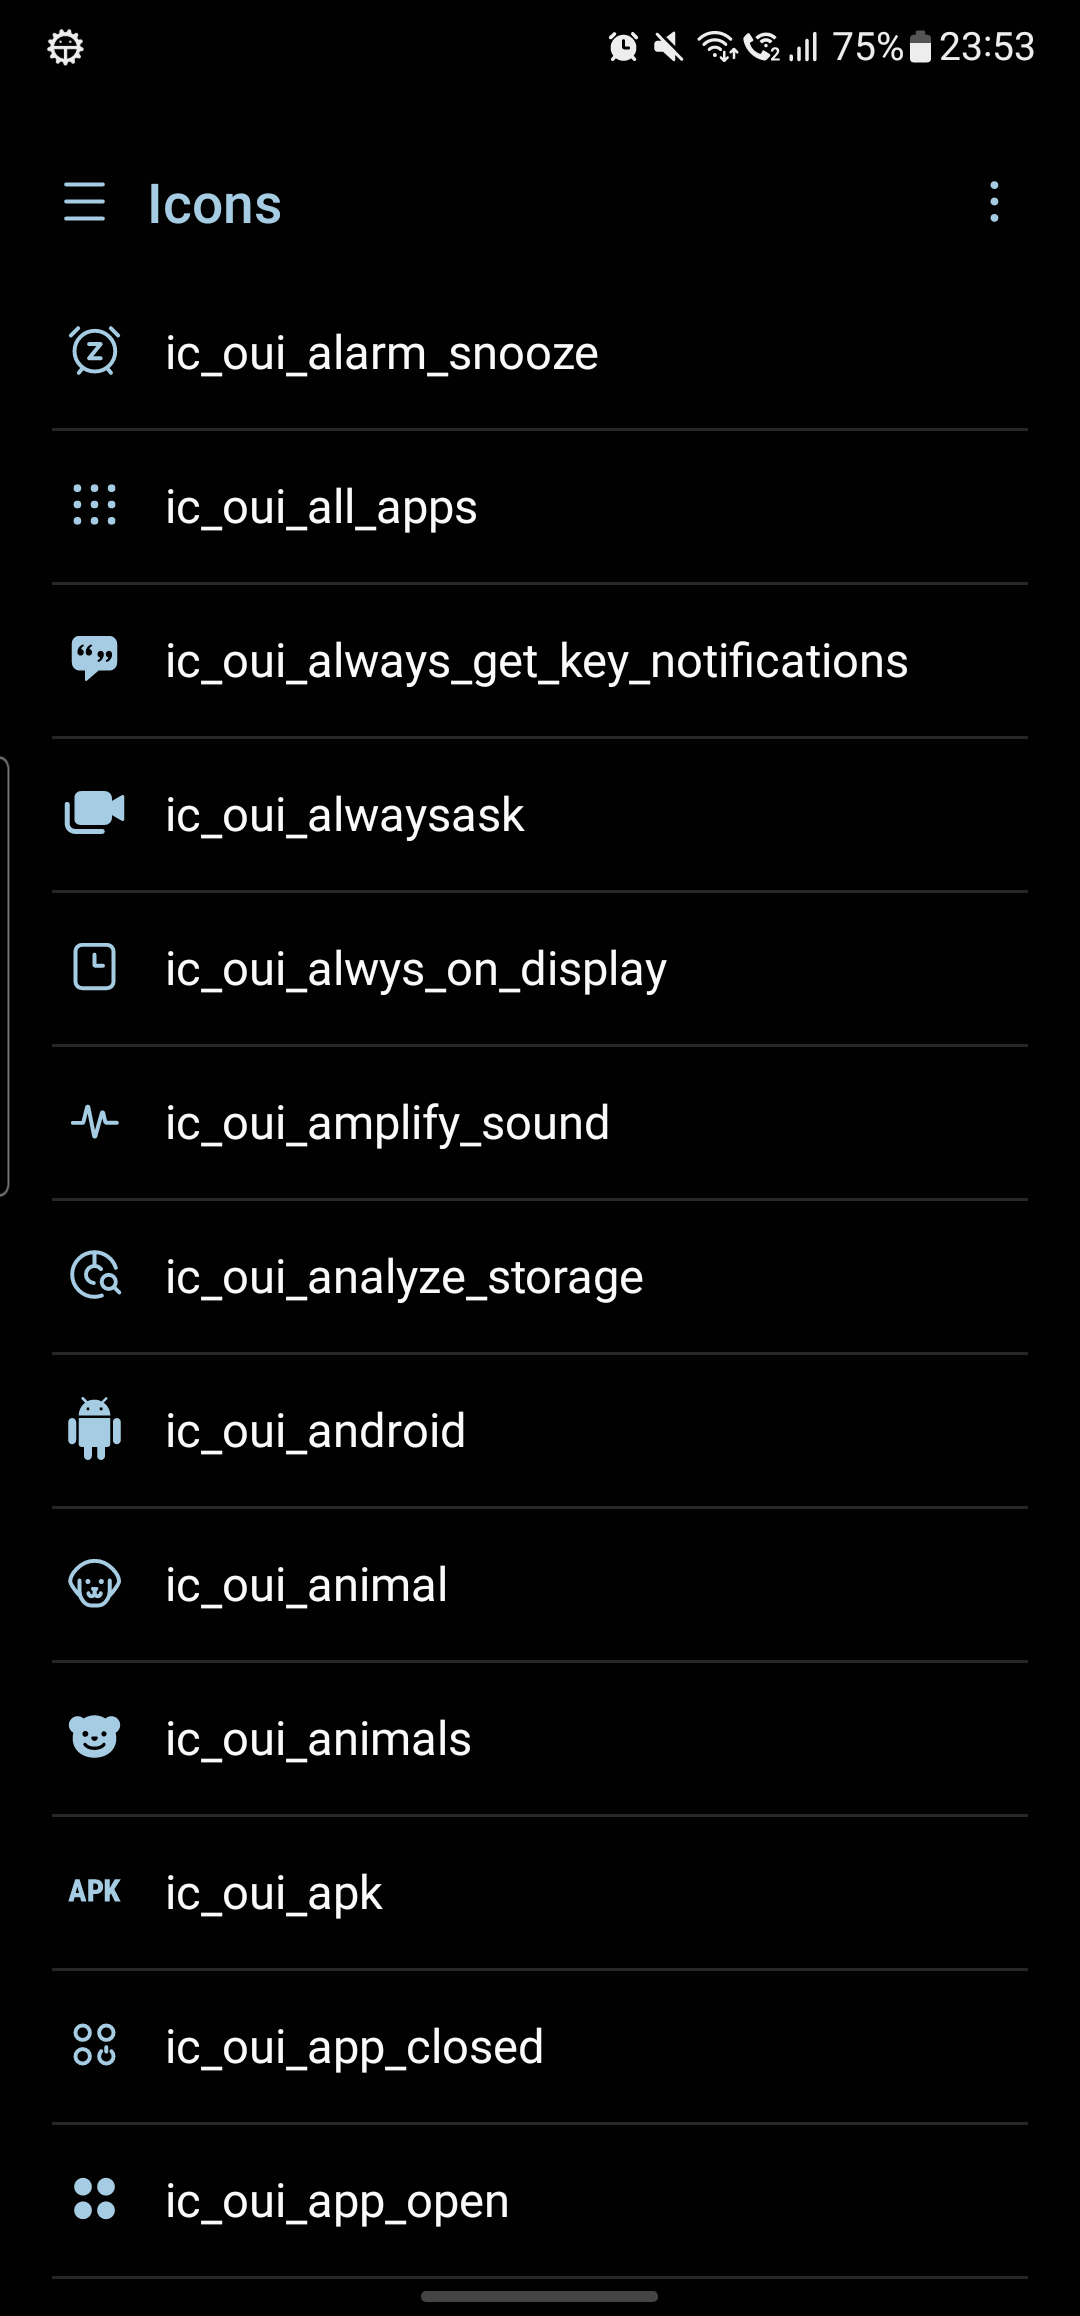 75% 23:53
Icons
ic_oui_alarm_snooze
ic_oui_all_apps
ic_oui_always_get_key_notifications
ic_oui_alwaysask
ic_oui_alwys_on_display
ic_oui_amplify_sound
ic_oui_analyze_storage
ic_oui_android
ic_oui_animal
ic_oui_animals
APK ic_oui_apk
ic_oui_app_closed
ic_oui_app_open